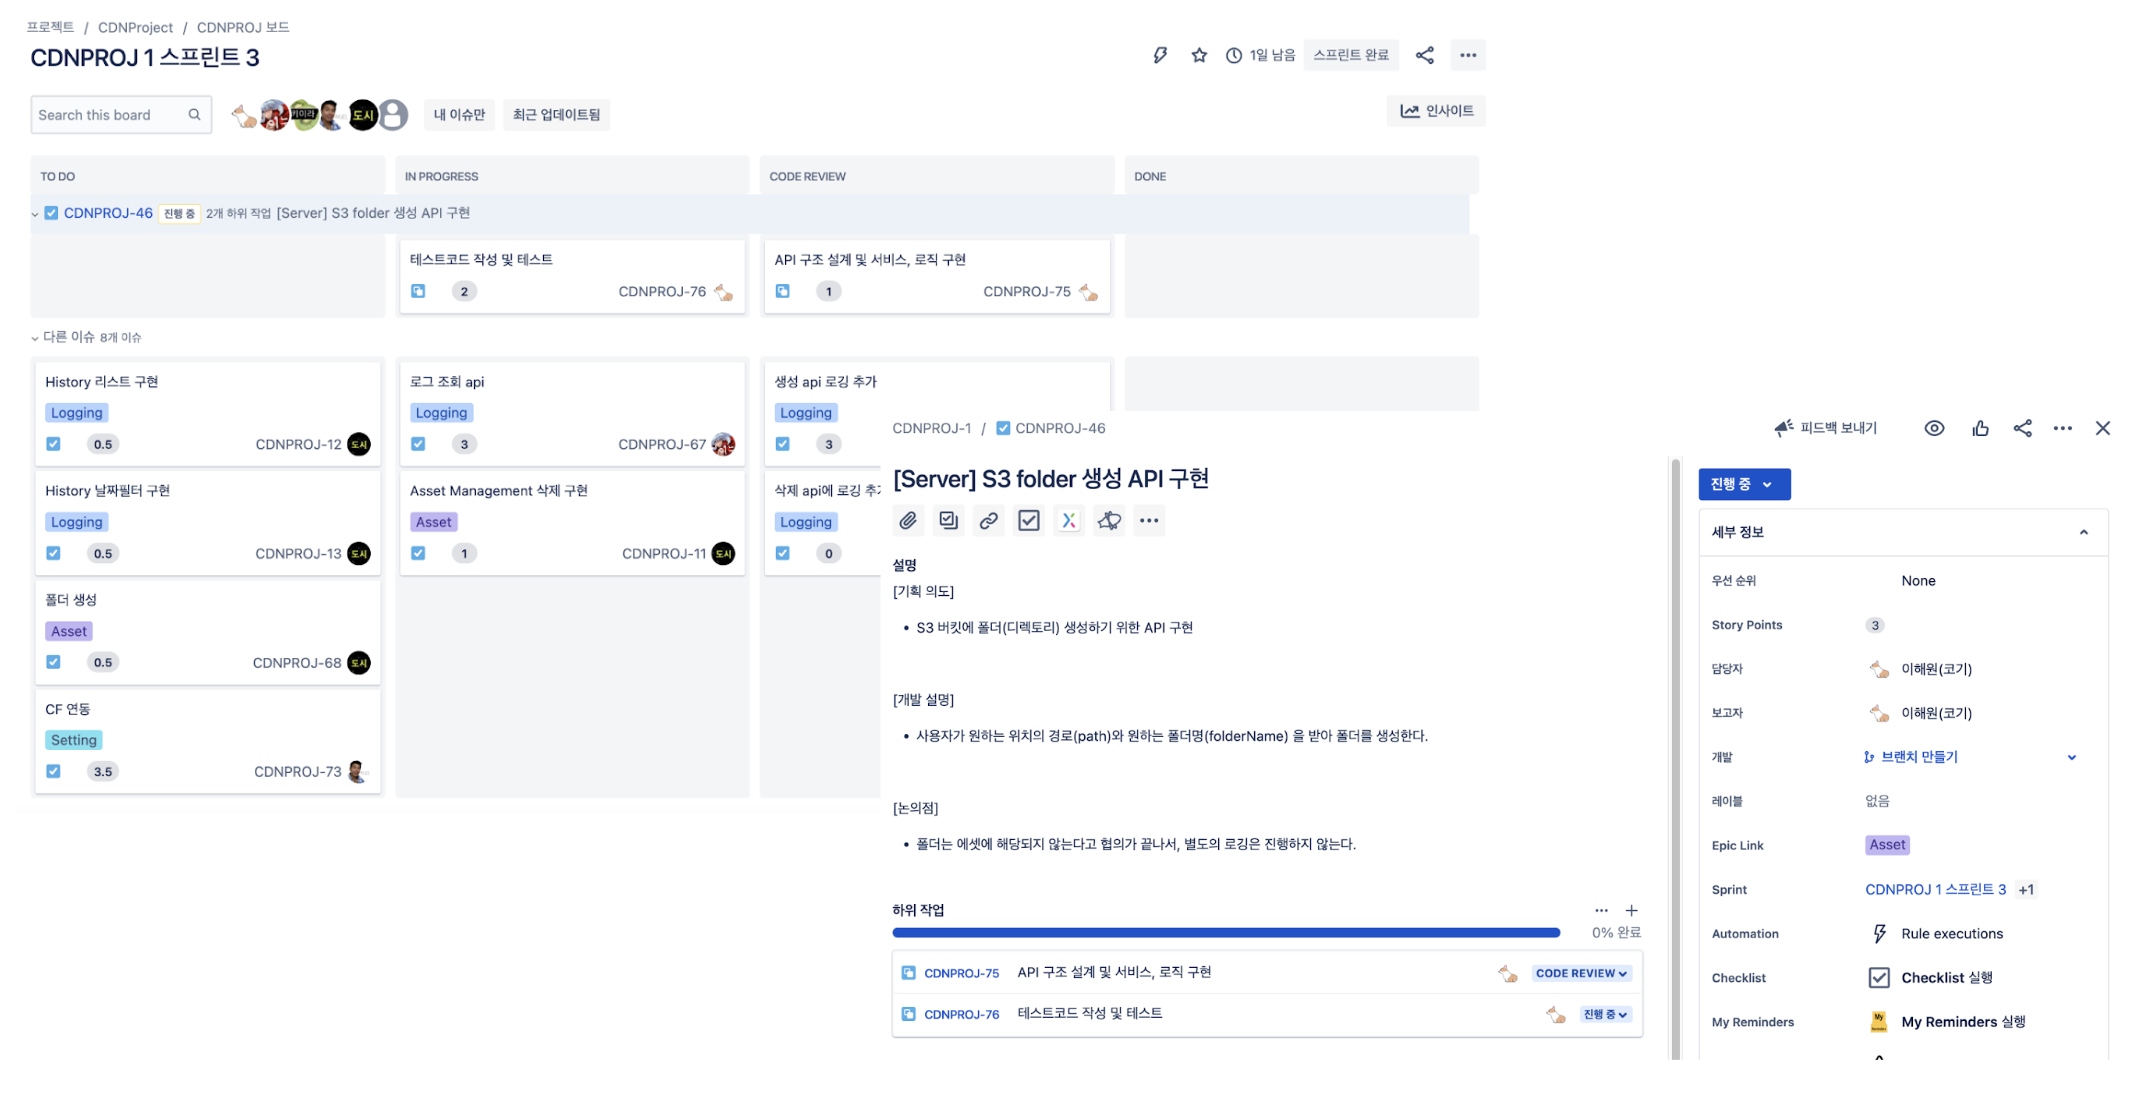 프로젝트 / CDNProject / CDNPROJ 보드
CDNPROJ 1 스프린트 3
1일 남음
스프린트 완료
Search this board
키이라
도시
내 이슈만
최근 업데이트됨
인사이트
TO DO
IN PROGRESS
CODE REVIEW
DONE
CDNPROJ-46 진행 중 2개 하위 작업 [Server] S3 folder 생성 API 구현
테스트코드 작성 및 테스트
2 CDNPROJ-76
API 구조 설계 및 서비스, 로직 구현
1 CDNPROJ-75
다른 이슈 8개 이슈
History 리스트 구현
Logging
0.5 CDNPROJ-12 도시
History 날짜필터 구현
Logging
0.5 CDNPROJ-13 도시
폴더 생성
Asset
0.5 CDNPROJ-68 도시
CF 연동
Setting
3.5 CDNPROJ-73
로그 조회 api
Logging
3 CDNPROJ-67
Asset Management 삭제 구현
Asset
1 CDNPROJ-11 도시
생성 api 로깅 추가
Logging
3
삭제 api에 로깅
Logging
0
CDNPROJ-1 / CDNPROJ-46
피드백 보내기
[Server] S3 folder 생성 API 구현
설명
[기획 의도]
• S3 버킷에 폴더(디렉토리) 생성하기 위한 API 구현
[개발 설명]
• 사용자가 원하는 위치의 경로(path)와 원하는 폴더명(folderName) 을 받아 폴더를 생성한다.
[논의점]
• 폴더는 에셋에 해당되지 않는다고 협의가 끝나서, 별도의 로깅은 진행하지 않는다.
하위 작업
0% 완료
CDNPROJ-75 API 구조 설계 및 서비스, 로직 구현 CODE REVIEW
CDNPROJ-76 테스트코드 작성 및 테스트 진행 중
진행 중
세부 정보
우선 순위 None
Story Points 3
담당자 이해원(코기)
보고자 이해원(코기)
개발 브랜치 만들기
레이블 없음
Epic Link Asset
Sprint CDNPROJ 1 스프린트 3 +1
Automation Rule executions
Checklist Checklist 실행
My Reminders My Reminders 실행